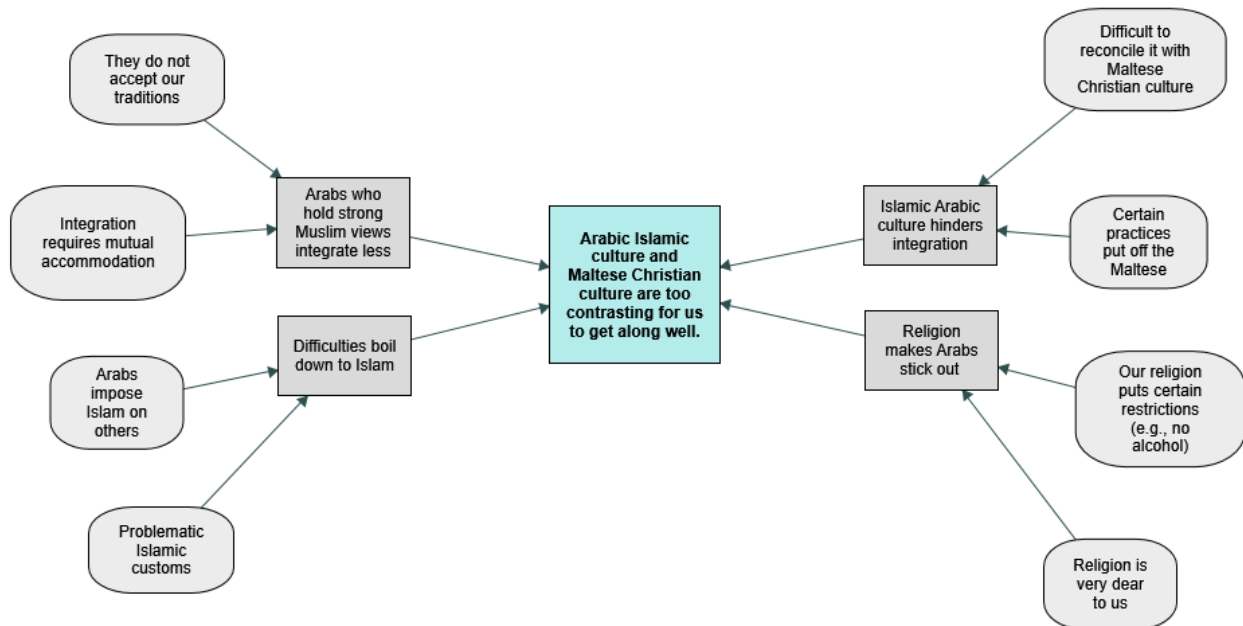 They do not
accept our
traditions
Integration
requires mutual
accommodation
Arabs
impose
Islam on
others
Problematic
Islamic
customs
Arabs who
hold strong
Muslim views
integrate less
Difficulties boil
down to Islam
Arabic Islamic
culture and
Maltese Christian
culture are too
contrasting for us
to get along well.
Islamic Arabic
culture hinders
integration
Religion
makes Arabs
stick out
Difficult to
reconcile it with
Maltese
Christian culture
Certain
practices
put off the
Maltese
Our religion
puts certain
restrictions
(e.g., no
alcohol)
Religion is
very dear
to us